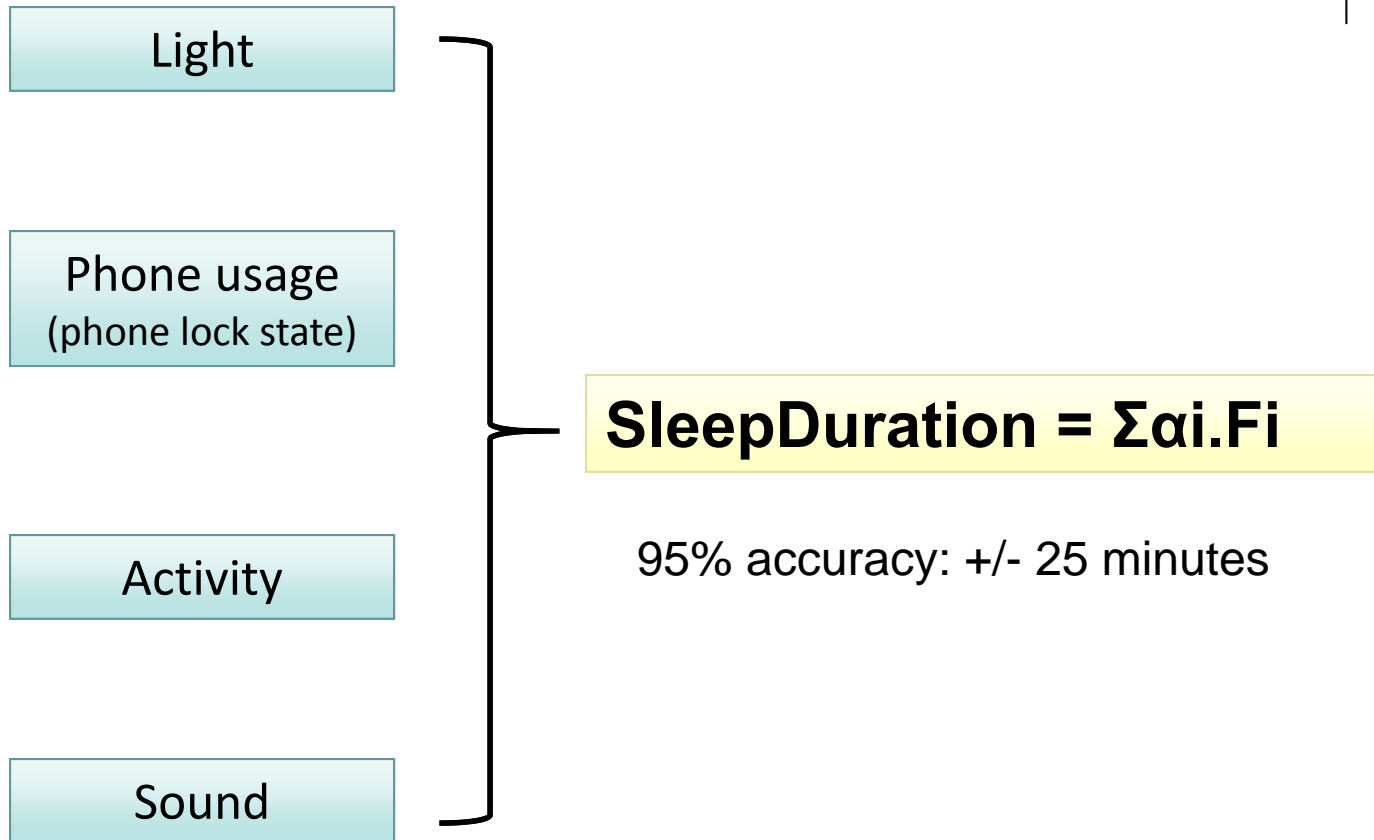 Light
Phone usage
(phone lock state)
SleepDuration = Σαi.Fi
95% accuracy: +/- 25 minutes
Activity
Sound